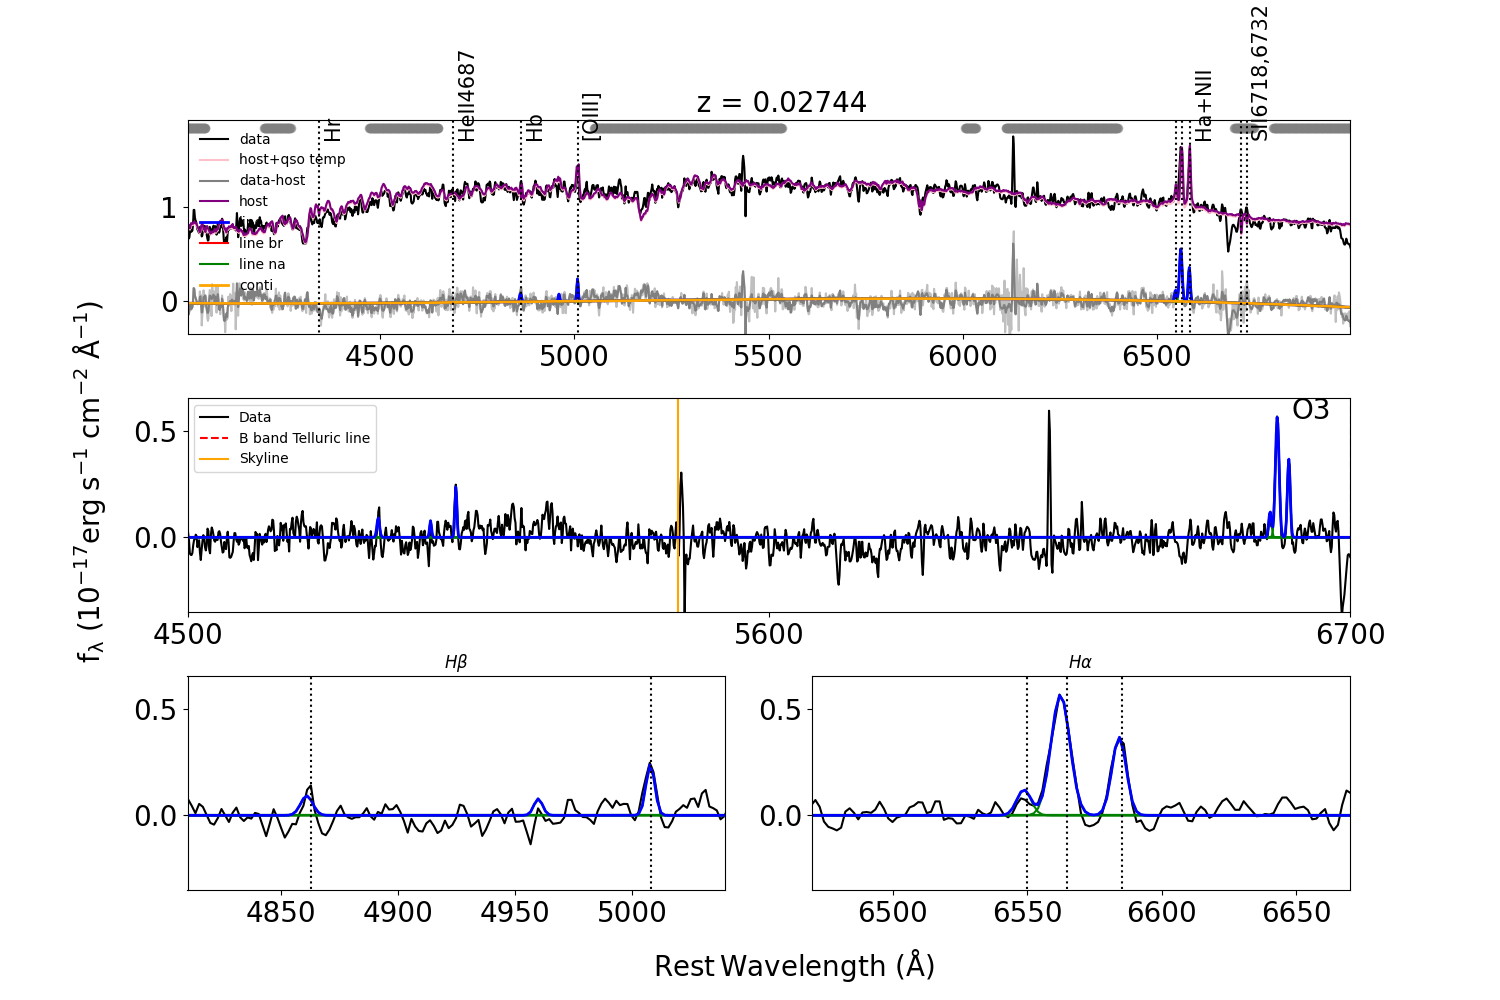 z = 0.02744
Hr
HeII4687
Hb
[OIII]
Ha+NII
SII6718,6732
data
host+qso temp
data-host
host
line br
line na
conti
1
0
4500 5000 5500 6000 6500
fλ (10⁻¹⁷erg s⁻¹ cm⁻² Å⁻¹)
Data
B band Telluric line
Skyline
O3
0.5
0.0
4500 5600 6700
Hβ
0.5
0.0
4850 4900 4950 5000
Hα
0.5
0.0
6500 6550 6600 6650
Rest Wavelength (Å)